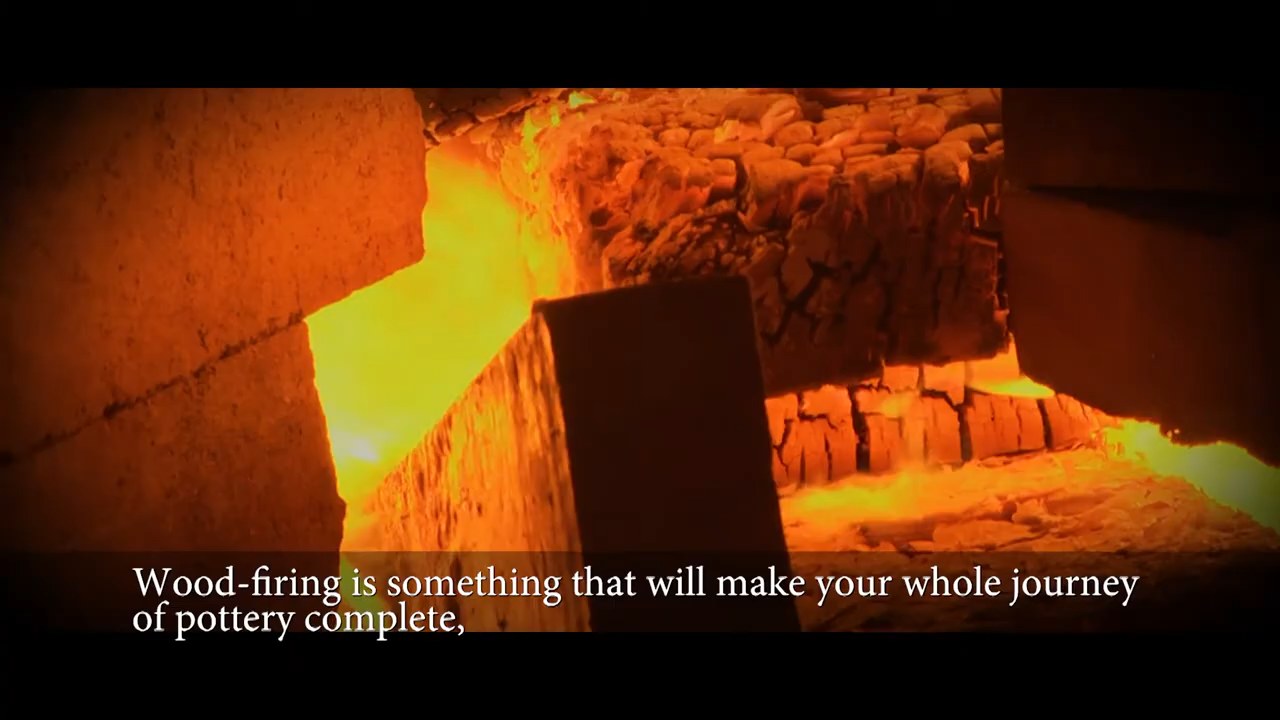 Wood-firing is something that will make your whole journey
of pottery complete,